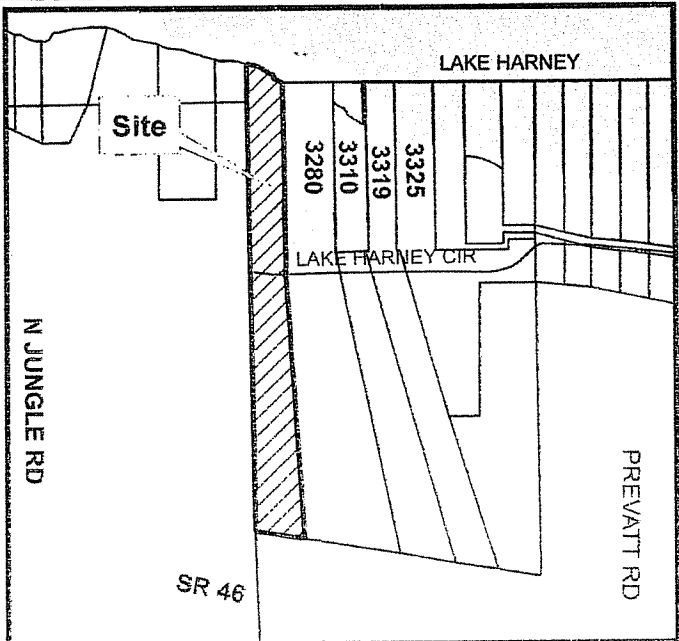 LAKE HARNEY
Site
3280
3310
3319
3325
LAKE HARNEY CIR
N JUNGLE RD
PREVATT RD
SR 46